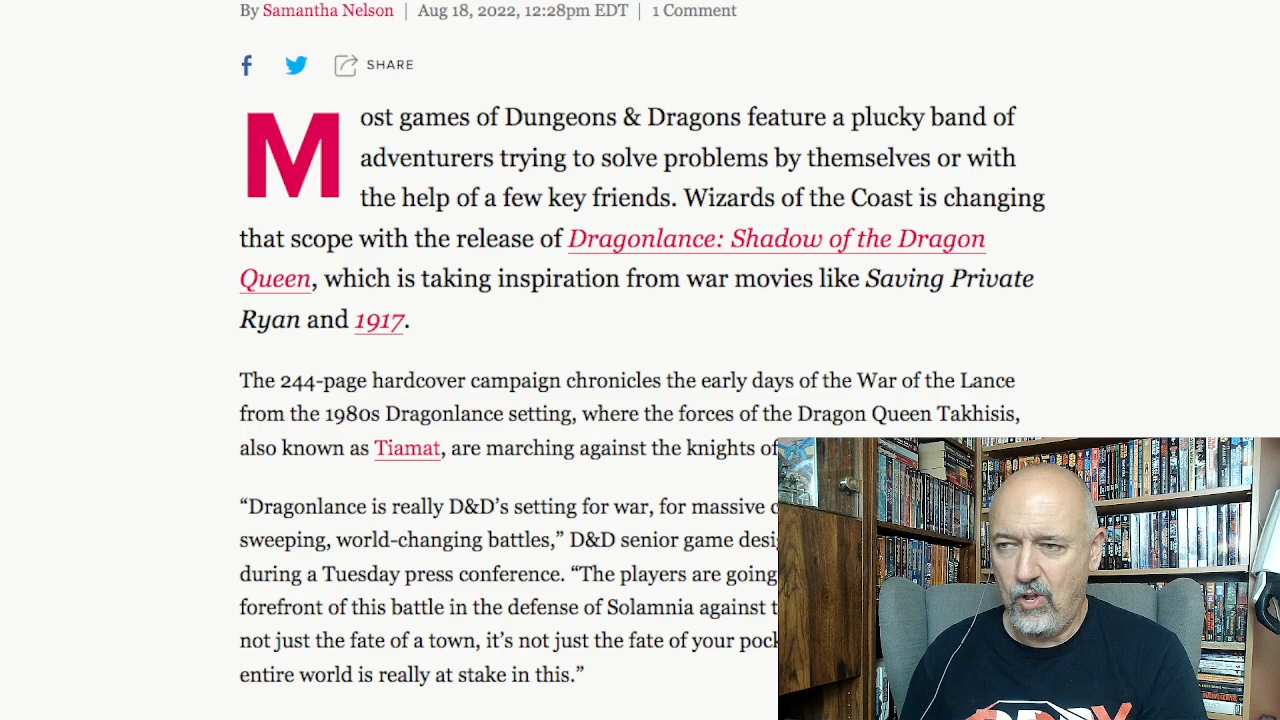 By Samantha Nelson | Aug 18, 2022, 12:28pm EDT | 1 Comment
SHARE
Most games of Dungeons & Dragons feature a plucky band of
adventurers trying to solve problems by themselves or with
the help of a few key friends. Wizards of the Coast is changing
that scope with the release of Dragonlance: Shadow of the Dragon
Queen, which is taking inspiration from war movies like Saving Private
Ryan and 1917.
The 244-page hardcover campaign chronicles the early days of the War of the Lance
from the 1980s Dragonlance setting, where the forces of the Dragon Queen Takhisis,
also known as Tiamat, are marching against the knights of
“Dragonlance is really D&D’s setting for war, for massive
sweeping, world-changing battles,” D&D senior game
during a Tuesday press conference. “The players are going
forefront of this battle in the defense of Solamnia against
not just the fate of a town, it’s not just the fate of your
entire world is really at stake in this.”